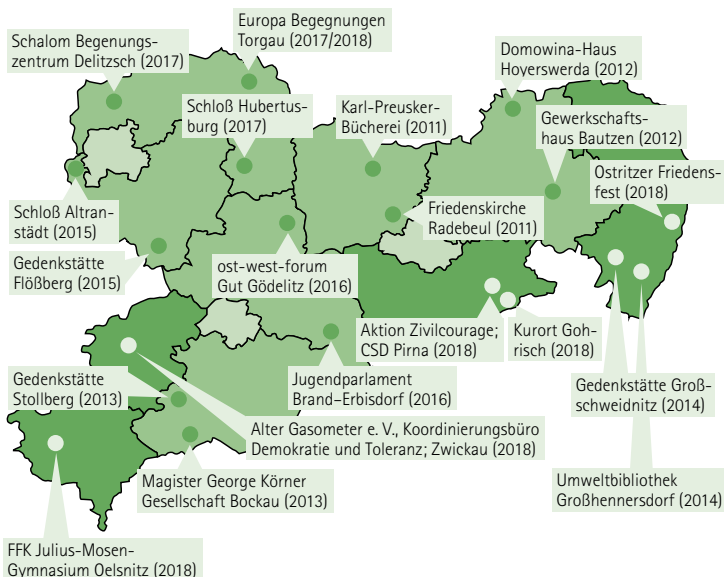 Europa Begegnungen
Torgau (2017/2018)
Schalom Begenungs-
zentrum Delitzsch (2017)
Domowina-Haus
Hoyerswerda (2012)
Schloß Hubertus-
burg (2017)
Karl-Preusker-
Bücherei (2011)
Gewerkschafts-
haus Bautzen (2012)
Ostritzer Friedens-
fest (2018)
Schloß Altran-
städt (2015)
Friedenskirche
Radebeul (2011)
Gedenkstätte
Flößberg (2015)
ost-west-forum
Gut Gödelitz (2016)
Aktion Zivilcourage;
CSD Pirna (2018)
Kurort Goh-
risch (2018)
Gedenkstätte
Stollberg (2013)
Jugendparlament
Brand-Erbisdorf (2016)
Gedenkstätte Groß-
schweidnitz (2014)
Alter Gasometer e. V., Koordinierungsbüro
Demokratie und Toleranz; Zwickau (2018)
Magister George Körner
Gesellschaft Bockau (2013)
Umweltbibliothek
Großhennersdorf (2014)
FFK Julius-Mosen-
Gymnasium Oelsnitz (2018)